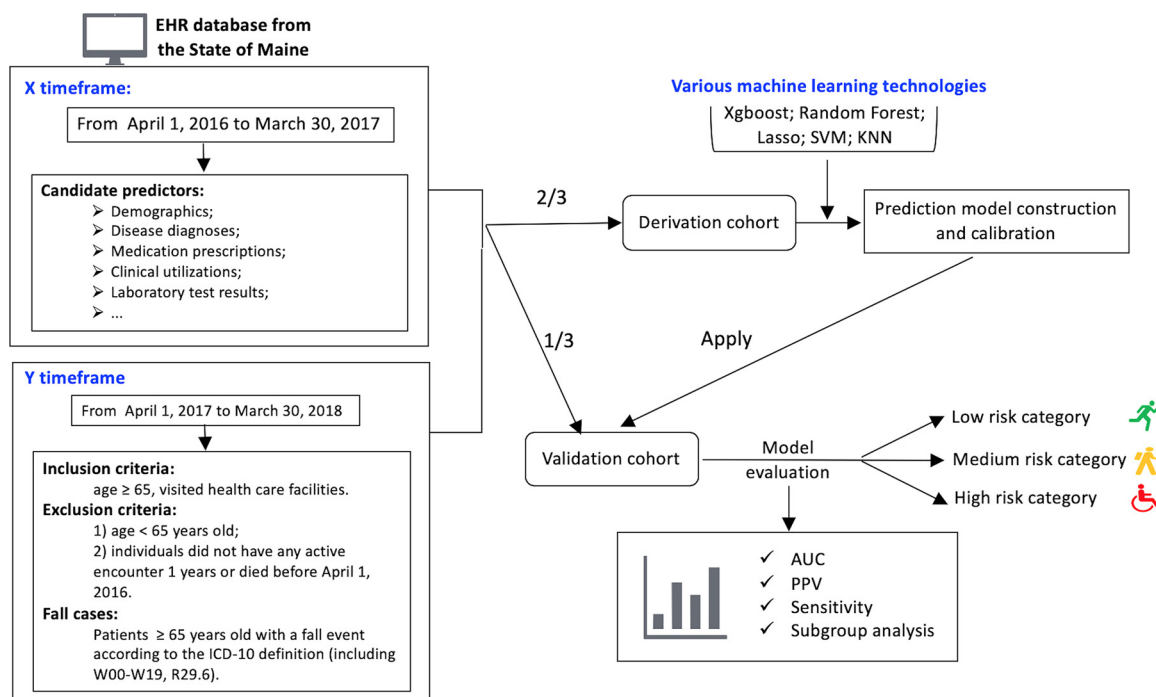 EHR database from
the State of Maine
X timeframe:
From April 1, 2016 to March 30, 2017
Candidate predictors:
➢ Demographics;
➢ Disease diagnoses;
➢ Medication prescriptions;
➢ Clinical utilizations;
➢ Laboratory test results;
➢ ...
Y timeframe
From April 1, 2017 to March 30, 2018
Inclusion criteria:
age ≥ 65, visited health care facilities.
Exclusion criteria:
1) age < 65 years old;
2) individuals did not have any active
encounter 1 years or died before April 1,
2016.
Fall cases:
Patients ≥ 65 years old with a fall event
according to the ICD-10 definition (including
W00-W19, R29.6).
2/3
1/3
Derivation cohort
Various machine learning technologies
Xgboost; Random Forest;
Lasso; SVM; KNN
Prediction model construction
and calibration
Apply
Validation cohort
Model
evaluation
Low risk category
Medium risk category
High risk category
✓ AUC
✓ PPV
✓ Sensitivity
✓ Subgroup analysis